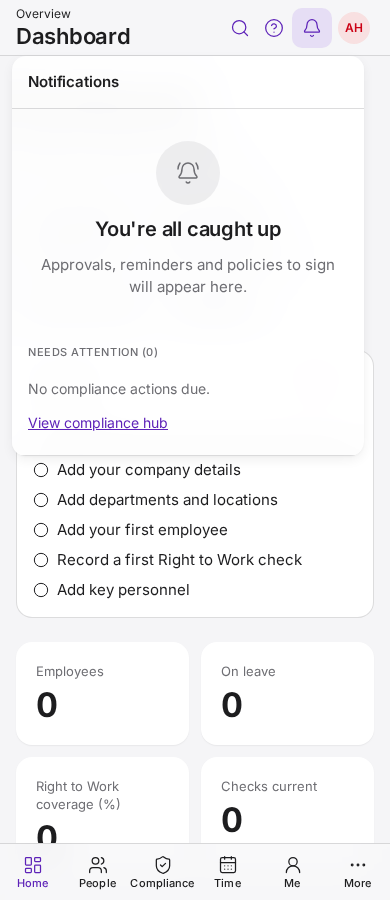 Overview
Dashboard
AH
Notifications
You're all caught up
Approvals, reminders and policies to sign
will appear here.
NEEDS ATTENTION (0)
No compliance actions due.
View compliance hub
Add your company details
Add departments and locations
Add your first employee
Record a first Right to Work check
Add key personnel
Employees
0
On leave
0
Right to Work
coverage (%)
0
Checks current
0
Home
People
Compliance
Time
Me
More